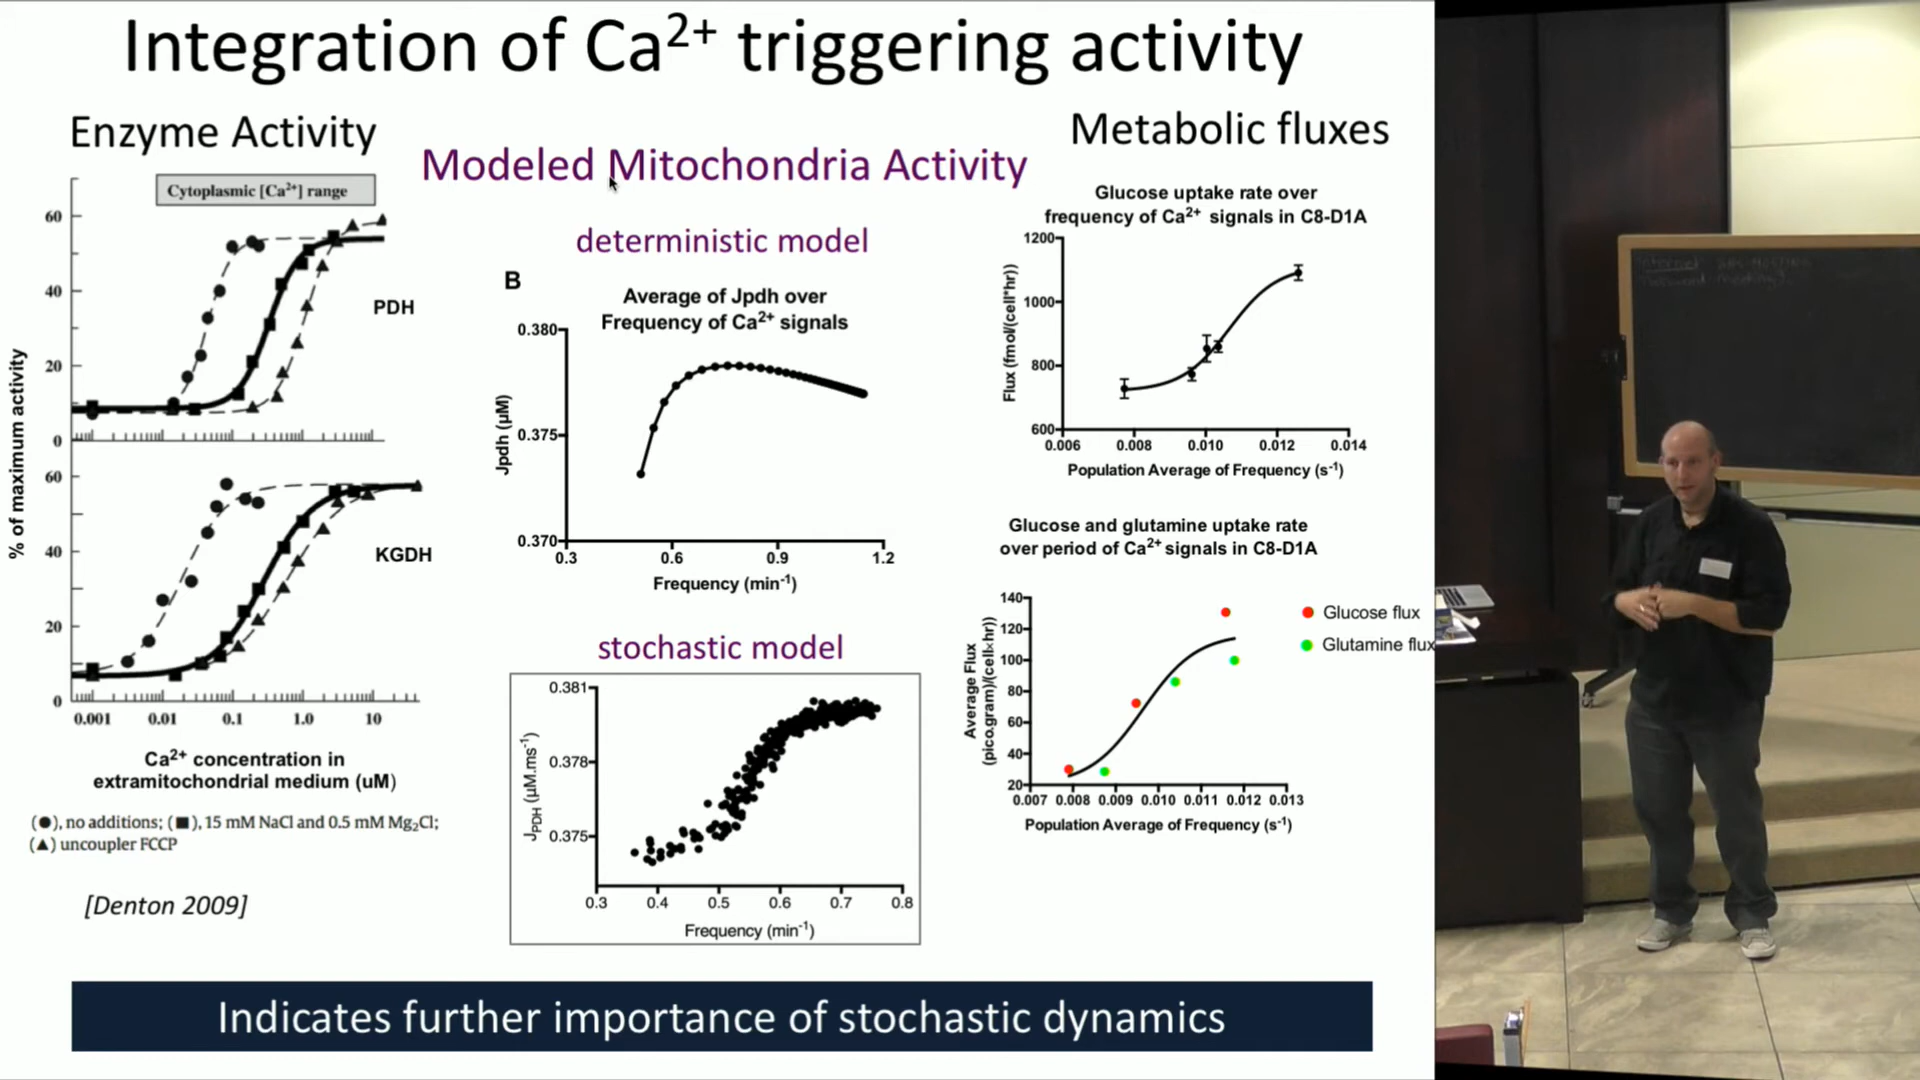 Integration of Ca2+ triggering activity
Enzyme Activity
Cytoplasmic [Ca2+] range
60
40
20
0
PDH
60
40
20
0
KGDH
% of maximum activity
0.001 0.01 0.1 1.0 10
Ca2+ concentration in
extramitochondrial medium (uM)
(●), no additions; (■), 15 mM NaCl and 0.5 mM Mg2Cl;
(▲) uncoupler FCCP
[Denton 2009]
Modeled Mitochondria Activity
deterministic model
B
Average of Jpdh over
Frequency of Ca2+ signals
0.380
0.375
0.370
Jpdh (µM)
0.3 0.6 0.9 1.2
Frequency (min-1)
stochastic model
0.381
0.378
0.375
JPDH (µM.ms-1)
0.3 0.4 0.5 0.6 0.7 0.8
Frequency (min-1)
Metabolic fluxes
Glucose uptake rate over
frequency of Ca2+ signals in C8-D1A
1200
1000
800
600
Flux (fmol/(cell*hr))
0.006 0.008 0.010 0.012 0.014
Population Average of Frequency (s-1)
Glucose and glutamine uptake rate
over period of Ca2+ signals in C8-D1A
140
120
100
80
60
40
20
Average Flux
(pico.gram)/(cell×hr))
Glucose flux
Glutamine flux
0.007 0.008 0.009 0.010 0.011 0.012 0.013
Population Average of Frequency (s-1)
Indicates further importance of stochastic dynamics